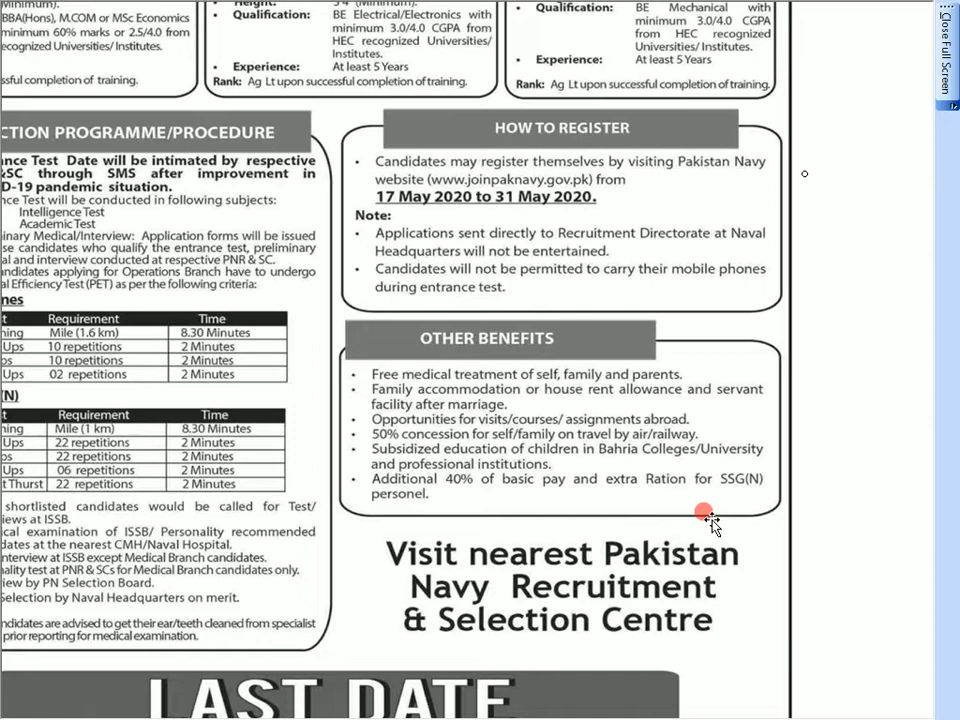 Minimum).
BBA(Hons), M.COM or MSc Economics
minimum 60% marks or 2.5/4.0 from
recognized Universities/ Institutes.
successful completion of training.
Height: 5'4" (Minimum).
• Qualification: BE Electrical/Electronics with
minimum 3.0/4.0 CGPA
from HEC recognized Universities/
Institutes.
• Experience: At least 5 Years
Rank: Ag Lt upon successful completion of training.
• Qualification: BE Mechanical with
minimum 3.0/4.0 CGPA
from HEC recognized
Universities/ Institutes.
• Experience: At least 5 Years
Rank: Ag Lt upon successful completion of training.
CTION PROGRAMME/PROCEDURE
nce Test Date will be intimated by respective
&SC through SMS after improvement in
D-19 pandemic situation.
nce Test will be conducted in following subjects:
Intelligence Test
Academic Test
inary Medical/Interview: Application forms will be issued
se candidates who qualify the entrance test, preliminary
al and interview conducted at respective PNR & SC.
ndidates applying for Operations Branch have to undergo
al Efficiency Test (PET) as per the following criteria:
nes
t Requirement Time
ning Mile (1.6 km) 8.30 Minutes
Ups 10 repetitions 2 Minutes
ps 10 repetitions 2 Minutes
Ups 02 repetitions 2 Minutes
(N)
t Requirement Time
ning Mile (1 km) 8.30 Minutes
Ups 22 repetitions 2 Minutes
ps 22 repetitions 2 Minutes
Ups 06 repetitions 2 Minutes
t Thurst 22 repetitions 2 Minutes
shortlisted candidates would be called for Test/
iews at ISSB.
cal examination of ISSB/ Personality recommended
dates at the nearest CMH/Naval Hospital.
nterview at ISSB except Medical Branch candidates.
nality test at PNR & SCs for Medical Branch candidates only.
iew by PN Selection Board.
Selection by Naval Headquarters on merit.
ndidates are advised to get their ear/teeth cleaned from specialist
prior reporting for medical examination.
HOW TO REGISTER
• Candidates may register themselves by visiting Pakistan Navy
website (www.joinpaknavy.gov.pk) from
17 May 2020 to 31 May 2020.
Note:
• Applications sent directly to Recruitment Directorate at Naval
Headquarters will not be entertained.
• Candidates will not be permitted to carry their mobile phones
during entrance test.
OTHER BENEFITS
• Free medical treatment of self, family and parents.
• Family accommodation or house rent allowance and servant
facility after marriage.
• Opportunities for visits/courses/ assignments abroad.
• 50% concession for self/family on travel by air/railway.
• Subsidized education of children in Bahria Colleges/University
and professional institutions.
• Additional 40% of basic pay and extra Ration for SSG(N)
personel.
Visit nearest Pakistan
Navy Recruitment
& Selection Centre
LAST DATE
Close Full Screen